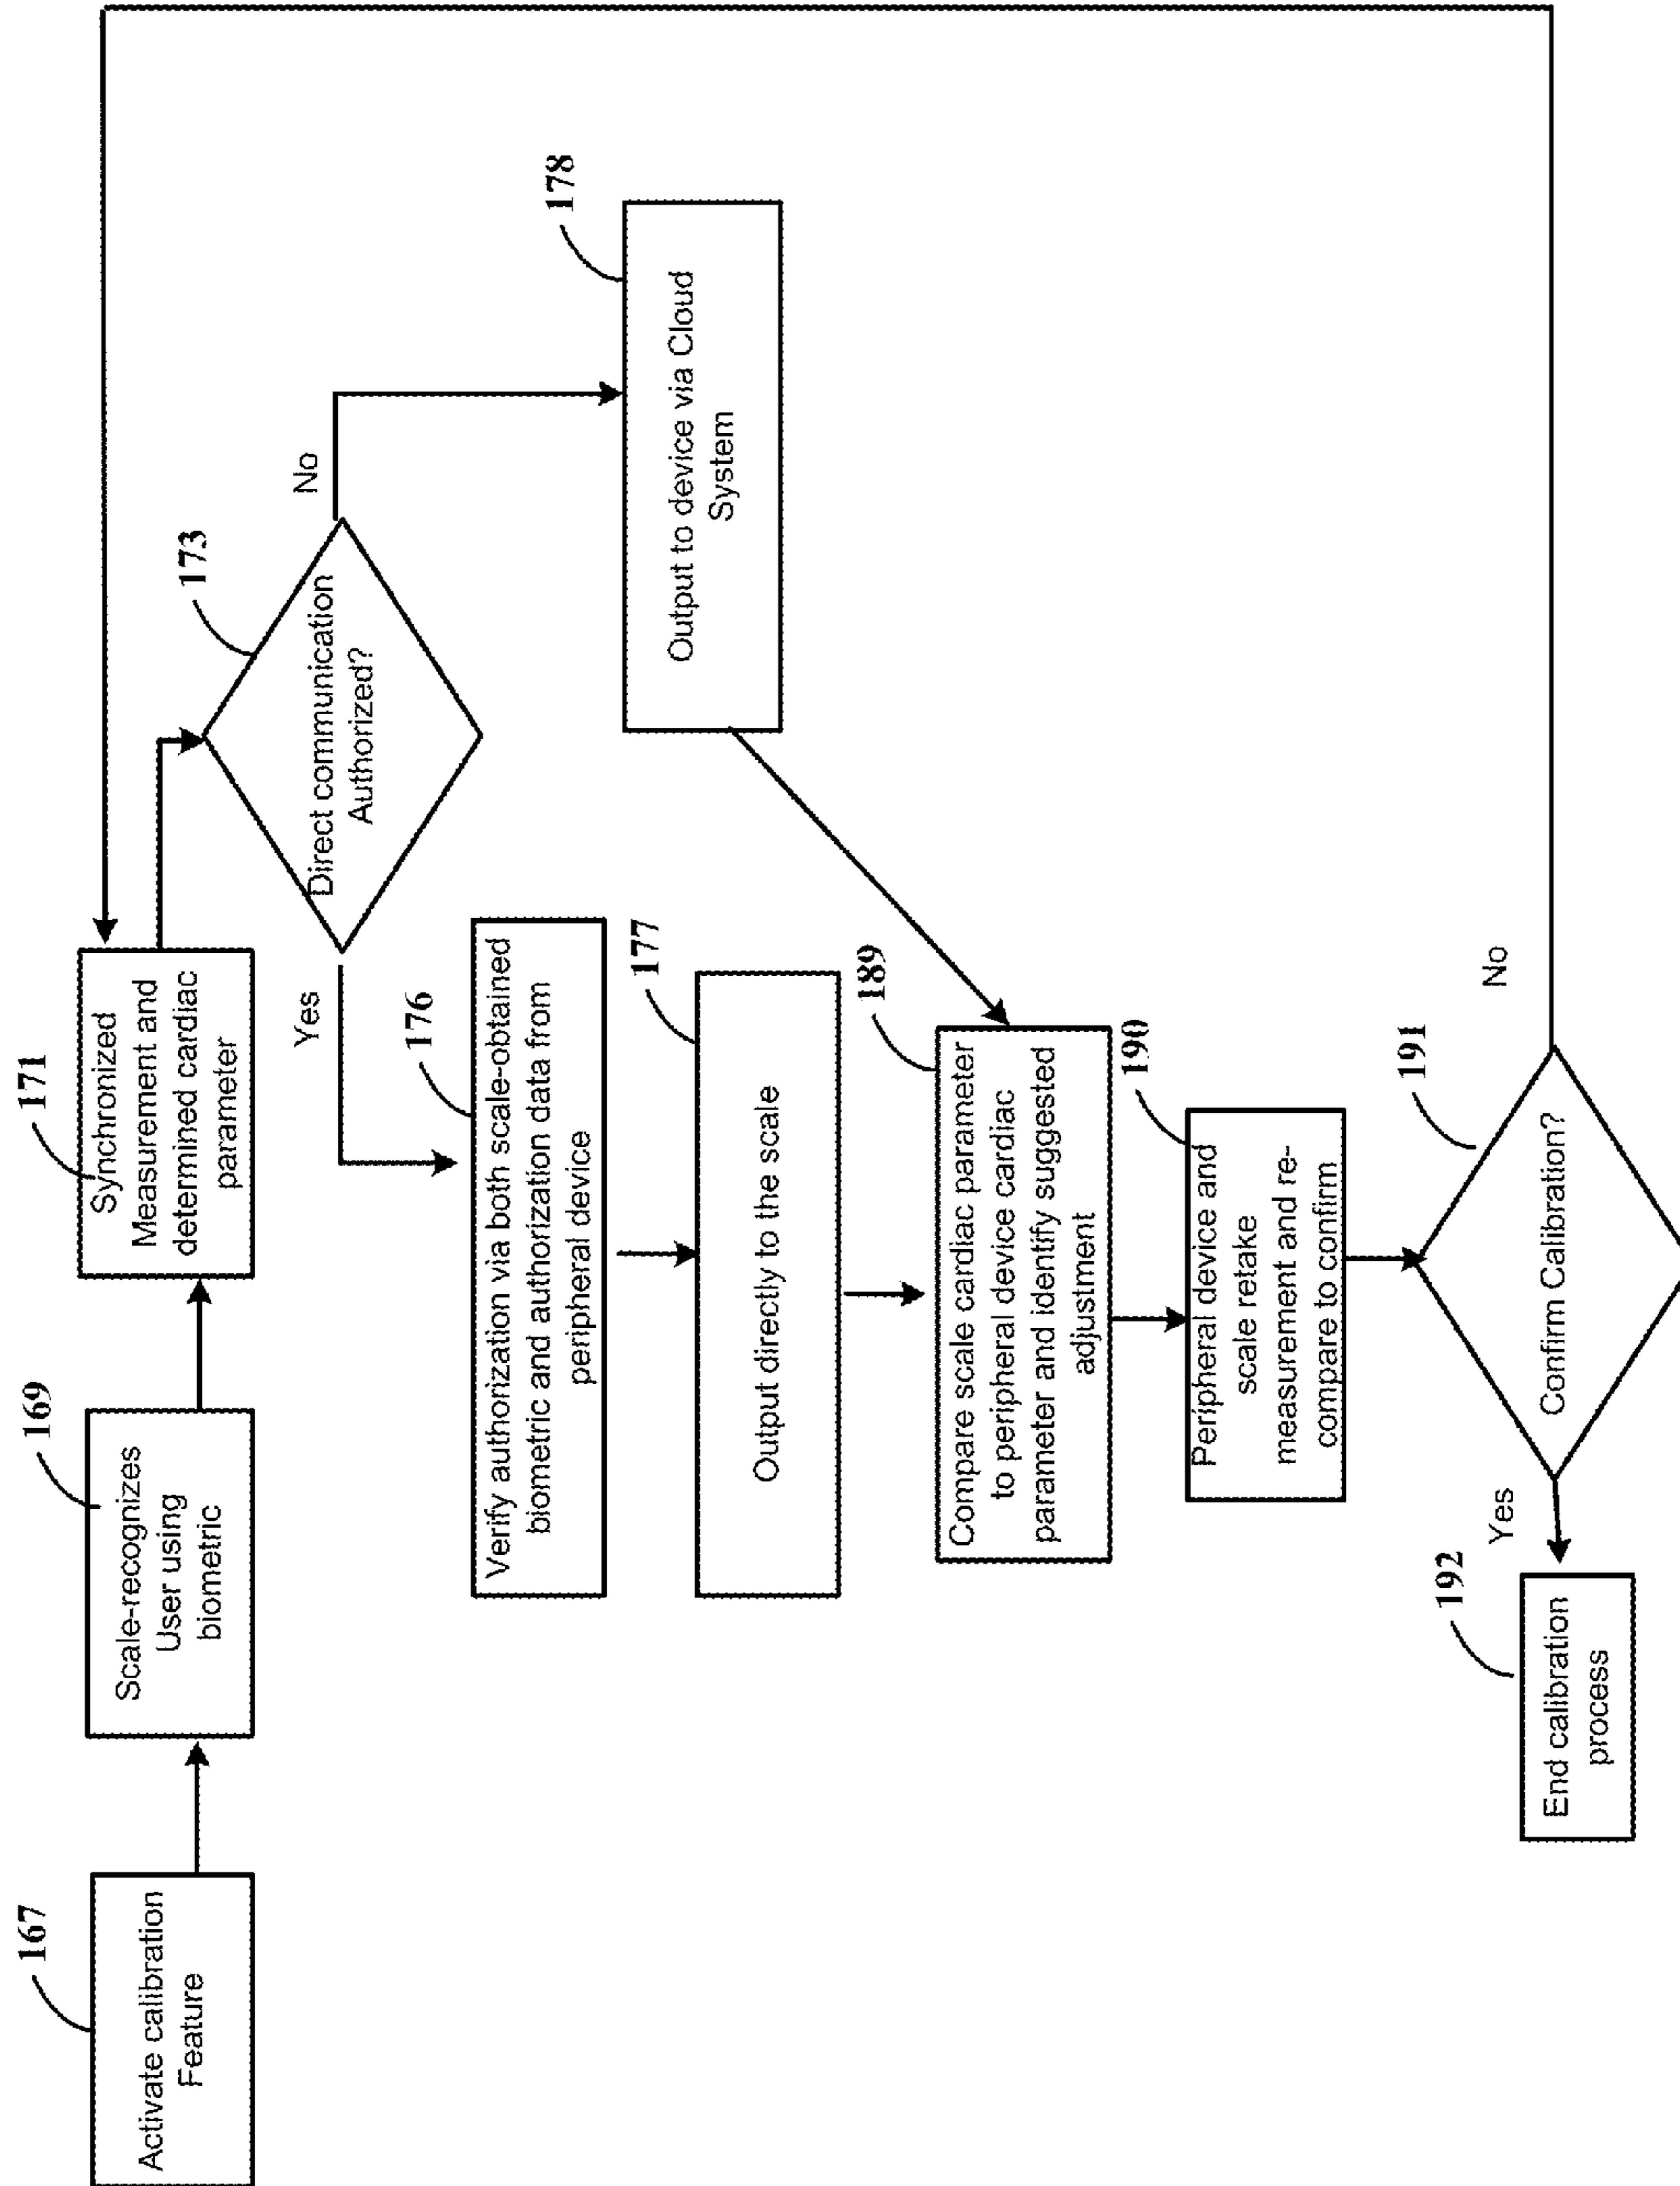 167
Activate calibration
Feature
169
Scale-recognizes
User using
biometric
171
Synchronized
Measurement and
determined cardiac
parameter
173
Direct communication
Authorized?
Yes
No
176
Verify authorization via both scale-obtained
biometric and authorization data from
peripheral device
177
Output directly to the scale
178
Output to device via Cloud
System
189
Compare scale cardiac parameter
to peripheral device cardiac
parameter and identify suggested
adjustment
190
Peripheral device and
scale retake
measurement and re-
compare to confirm
191
Confirm Calibration?
Yes
No
192
End calibration
process